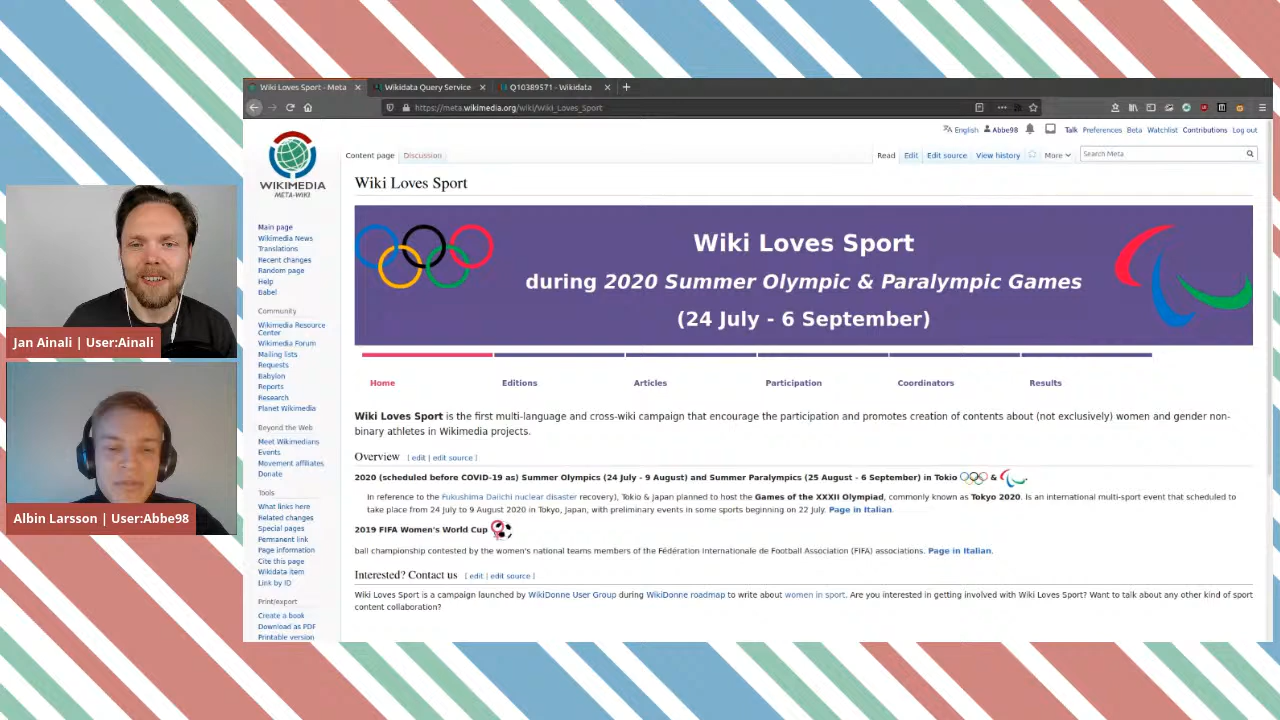 Wiki Loves Sport - Meta
Wikidata Query Service
Q10389571 - Wikidata
https://meta.wikimedia.org/wiki/Wiki_Loves_Sport
English
Abbe98
Talk
Preferences
Beta
Watchlist
Contributions
Log out
WIKIMEDIA
META-WIKI
Content page
Discussion
Read
Edit
Edit source
View history
More
Search Meta
Main page
Wikimedia News
Translations
Recent changes
Random page
Help
Babel
Community
Wikimedia Resource
Center
Wikimedia Forum
Mailing lists
Requests
Babylon
Reports
Research
Planet Wikimedia
Beyond the Web
Meet Wikimedians
Events
Movement affiliates
Donate
Tools
What links here
Related changes
Special pages
Permanent link
Page information
Cite this page
Wikidata item
Link by ID
Print/export
Create a book
Download as PDF
Printable version
Wiki Loves Sport
Wiki Loves Sport
during 2020 Summer Olympic & Paralympic Games
(24 July - 6 September)
Home
Editions
Articles
Participation
Coordinators
Results
Wiki Loves Sport is the first multi-language and cross-wiki campaign that encourage the participation and promotes creation of contents about (not exclusively) women and gender non-
binary athletes in Wikimedia projects.
Overview [ edit | edit source ]
2020 (scheduled before COVID-19 as) Summer Olympics (24 July - 9 August) and Summer Paralympics (25 August - 6 September) in Tokio &
In reference to the Fukushima Daiichi nuclear disaster recovery), Tokio & Japan planned to host the Games of the XXXII Olympiad, commonly known as Tokyo 2020. Is an international multi-sport event that scheduled to
take place from 24 July to 9 August 2020 in Tokyo, Japan, with preliminary events in some sports beginning on 22 July. Page in Italian.
2019 FIFA Women's World Cup
ball championship contested by the women's national teams members of the Fédération Internationale de Football Association (FIFA) associations. Page in Italian.
Interested? Contact us [ edit | edit source ]
Wiki Loves Sport is a campaign launched by WikiDonne User Group during WikiDonne roadmap to write about women in sport. Are you interested in getting involved with Wiki Loves Sport? Want to talk about any other kind of sport
content collaboration?
Jan Ainali | User:Ainali
Albin Larsson | User:Abbe98